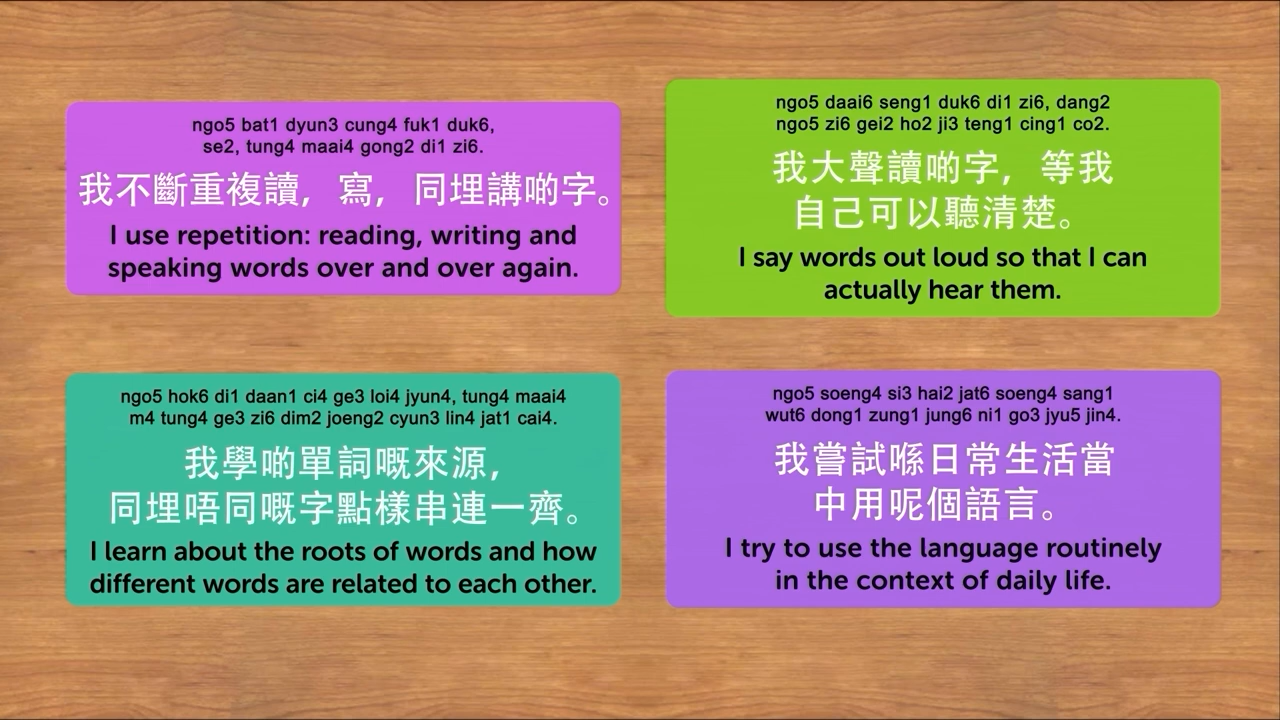 ngo5 bat1 dyun3 cung4 fuk1 duk6,
se2, tung4 maai4 gong2 di1 zi6.
我不斷重複讀，寫，同埋講啲字。
I use repetition: reading, writing and
speaking words over and over again.
ngo5 daai6 seng1 duk6 di1 zi6, dang2
ngo5 zi6 gei2 ho2 ji3 teng1 cing1 co2.
我大聲讀啲字，等我
自己可以聽清楚。
I say words out loud so that I can
actually hear them.
ngo5 hok6 di1 daan1 ci4 ge3 loi4 jyun4, tung4 maai4
m4 tung4 ge3 zi6 dim2 joeng2 cyun3 lin4 jat1 cai4.
我學啲單詞嘅來源，
同埋唔同嘅字點樣串連一齊。
I learn about the roots of words and how
different words are related to each other.
ngo5 soeng4 si3 hai2 jat6 soeng4 sang1
wut6 dong1 zung1 jung6 ni1 go3 jyu5 jin4.
我嘗試喺日常生活當
中用呢個語言。
I try to use the language routinely
in the context of daily life.